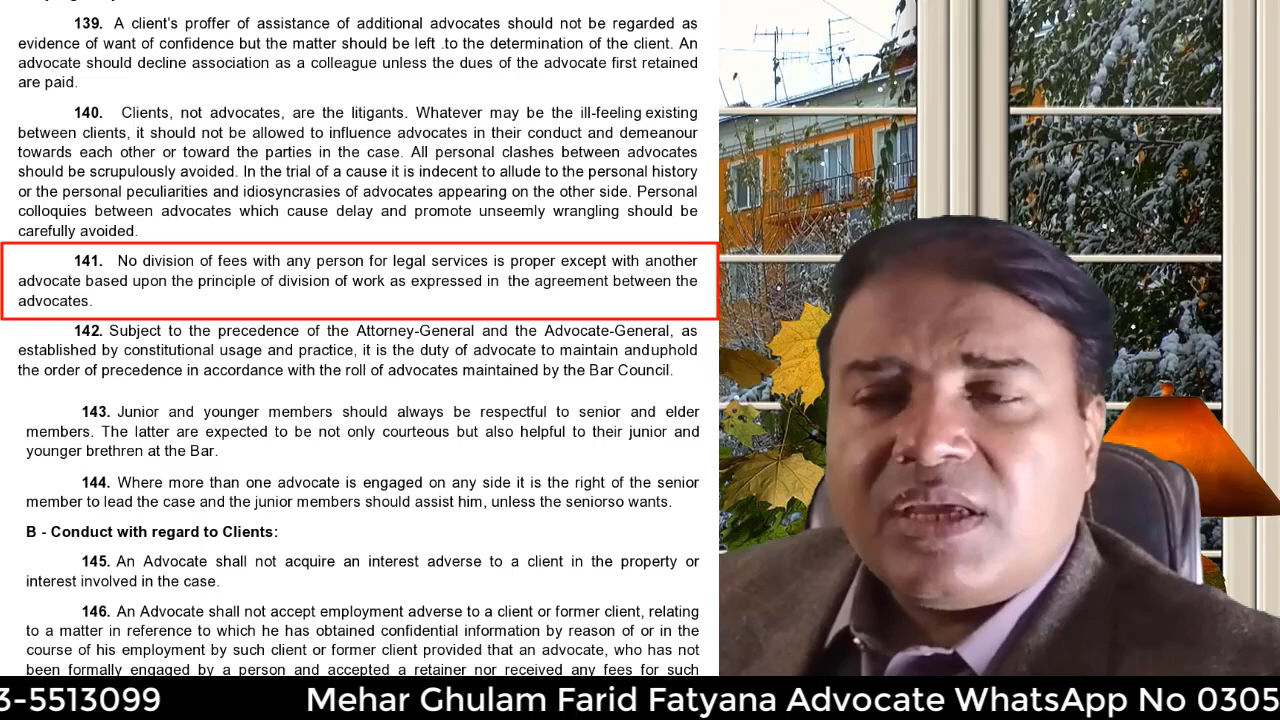 139. A client's proffer of assistance of additional advocates should not be regarded as
evidence of want of confidence but the matter should be left .to the determination of the client. An
advocate should decline association as a colleague unless the dues of the advocate first retained
are paid.
140. Clients, not advocates, are the litigants. Whatever may be the ill-feeling existing
between clients, it should not be allowed to influence advocates in their conduct and demeanour
towards each other or toward the parties in the case. All personal clashes between advocates
should be scrupulously avoided. In the trial of a cause it is indecent to allude to the personal history
or the personal peculiarities and idiosyncrasies of advocates appearing on the other side. Personal
colloquies between advocates which cause delay and promote unseemly wrangling should be
carefully avoided.
141. No division of fees with any person for legal services is proper except with another
advocate based upon the principle of division of work as expressed in the agreement between the
advocates.
142. Subject to the precedence of the Attorney-General and the Advocate-General, as
established by constitutional usage and practice, it is the duty of advocate to maintain anduphold
the order of precedence in accordance with the roll of advocates maintained by the Bar Council.
143. Junior and younger members should always be respectful to senior and elder
members. The latter are expected to be not only courteous but also helpful to their junior and
younger brethren at the Bar.
144. Where more than one advocate is engaged on any side it is the right of the senior
member to lead the case and the junior members should assist him, unless the seniorso wants.
B - Conduct with regard to Clients:
145. An Advocate shall not acquire an interest adverse to a client in the property or
interest involved in the case.
146. An Advocate shall not accept employment adverse to a client or former client, relating
to a matter in reference to which he has obtained confidential information by reason of or in the
course of his employment by such client or former client provided that an advocate, who has not
been formally engaged by a person and accepted a retainer nor received any fees for such
3-5513099 Mehar Ghulam Farid Fatyana Advocate WhatsApp No 0305